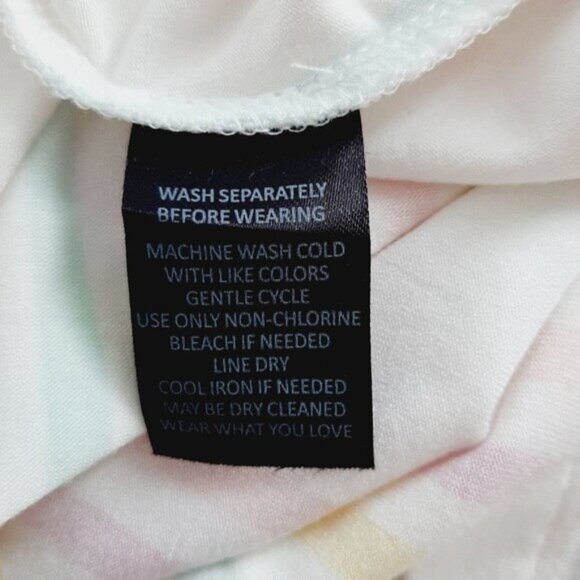 WASH SEPARATELY
BEFORE WEARING
MACHINE WASH COLD
WITH LIKE COLORS
GENTLE CYCLE
USE ONLY NON-CHLORINE
BLEACH IF NEEDED
LINE DRY
COOL IRON IF NEEDED
MAY BE DRY CLEANED
WEAR WHAT YOU LOVE